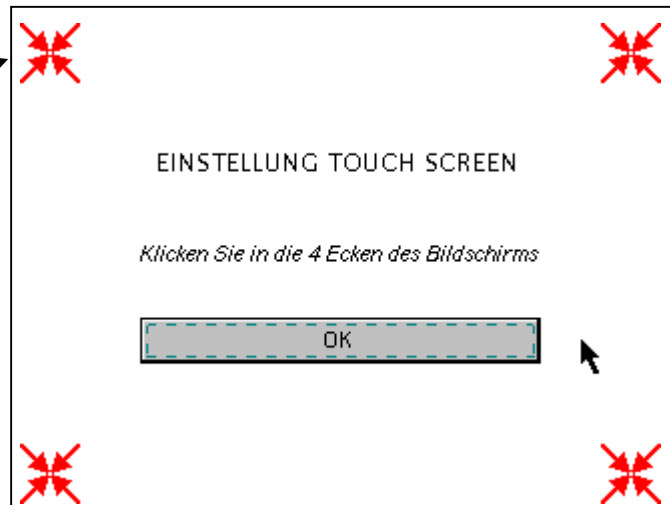 EINSTELLUNG TOUCH SCREEN
Klicken Sie in die 4 Ecken des Bildschirms
OK